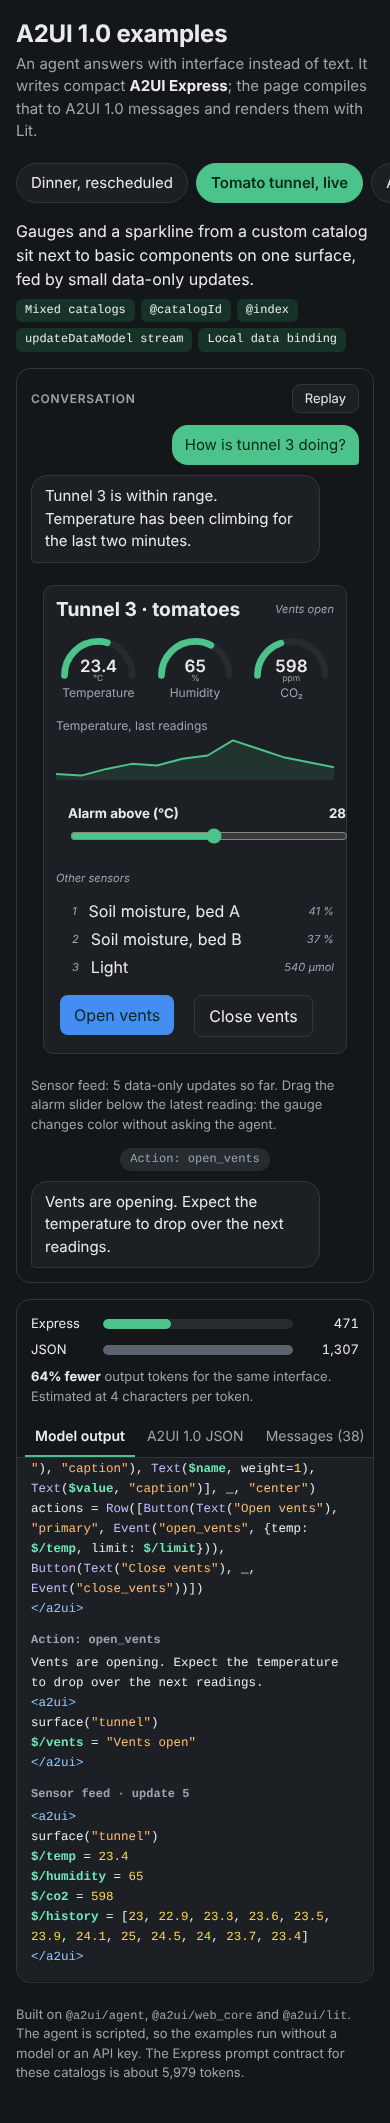 A2UI 1.0 examples
An agent answers with interface instead of text. It
writes compact A2UI Express; the page compiles
that to A2UI 1.0 messages and renders them with
Lit.
Dinner, rescheduled
Tomato tunnel, live
Gauges and a sparkline from a custom catalog
sit next to basic components on one surface,
fed by small data-only updates.
Mixed catalogs @catalogId @index
updateDataModel stream Local data binding
CONVERSATION Replay
How is tunnel 3 doing?
Tunnel 3 is within range.
Temperature has been climbing for
the last two minutes.
Tunnel 3 · tomatoes Vents open
23.4 65 598
°C % ppm
Temperature Humidity CO₂
Temperature, last readings
Alarm above (°C) 28
Other sensors
1 Soil moisture, bed A 41 %
2 Soil moisture, bed B 37 %
3 Light 540 µmol
Open vents Close vents
Sensor feed: 5 data-only updates so far. Drag the
alarm slider below the latest reading: the gauge
changes color without asking the agent.
Action: open_vents
Vents are opening. Expect the
temperature to drop over the next
readings.
Express 471
JSON 1,307
64% fewer output tokens for the same interface.
Estimated at 4 characters per token.
Model output A2UI 1.0 JSON Messages (38)
"), "caption"), Text($name, weight=1),
Text($value, "caption")], _, "center")
actions = Row([Button(Text("Open vents"),
"primary", Event("open_vents", {temp:
$/temp, limit: $/limit})),
Button(Text("Close vents"), _,
Event("close_vents"))])
</a2ui>
Action: open_vents
Vents are opening. Expect the temperature
to drop over the next readings.
<a2ui>
surface("tunnel")
$/vents = "Vents open"
</a2ui>
Sensor feed · update 5
<a2ui>
surface("tunnel")
$/temp = 23.4
$/humidity = 65
$/co2 = 598
$/history = [23, 22.9, 23.3, 23.6, 23.5,
23.9, 24.1, 25, 24.5, 24, 23.7, 23.4]
</a2ui>
Built on @a2ui/agent, @a2ui/web_core and @a2ui/lit.
The agent is scripted, so the examples run without a
model or an API key. The Express prompt contract for
these catalogs is about 5,979 tokens.